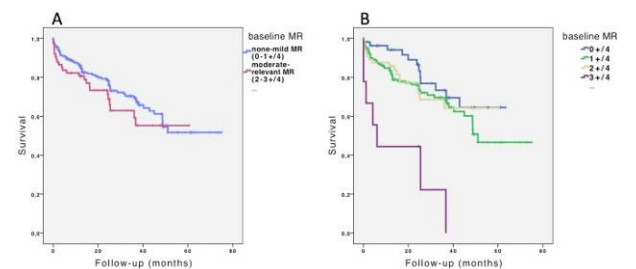 A
baseline MR
none-mild MR
(0-1+/4)
moderate-
relevant MR
(2-3+/4)
...
1,0
0,8
0,6
0,4
0,2
0,0
Survival
0
20
40
60
80
Follow-up (months)
B
baseline MR
0+/4
1+/4
2+/4
3+/4
...
1,0
0,8
0,6
0,4
0,2
0,0
Survival
0
20
40
60
80
Follow-up (months)